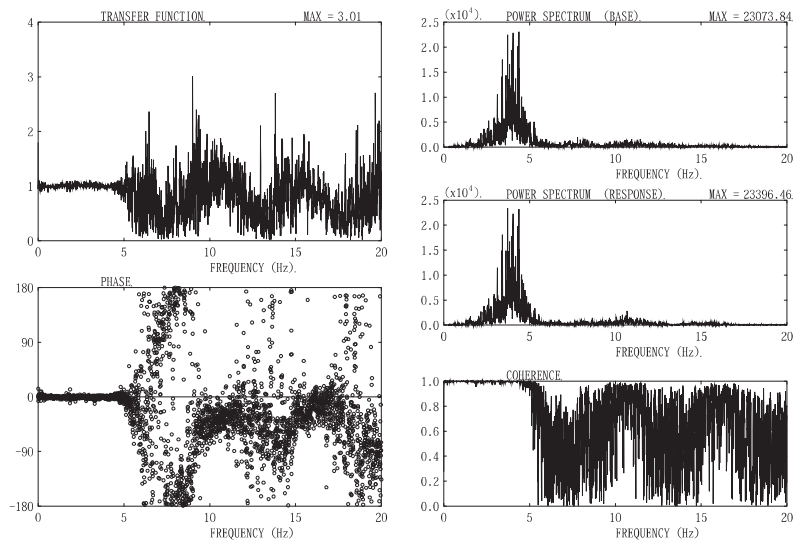 TRANSFER FUNCTION. MAX = 3.01
4
3
2
1
0
0 5 10 15 20
FREQUENCY (Hz).
PHASE.
180
90
0
-90
-180
0 5 10 15 20
FREQUENCY (Hz).
(x10⁴). POWER SPECTRUM (BASE). MAX = 23073.84
2.5
2.0
1.5
1.0
0.5
0.0
0 5 10 15 20
FREQUENCY (Hz).
(x10⁴). POWER SPECTRUM (RESPONSE). MAX = 23396.46
2.5
2.0
1.5
1.0
0.5
0.0
0 5 10 15 20
FREQUENCY (Hz).
COHERENCE.
1.0
0.8
0.6
0.4
0.2
0.0
0 5 10 15 20
FREQUENCY (Hz).